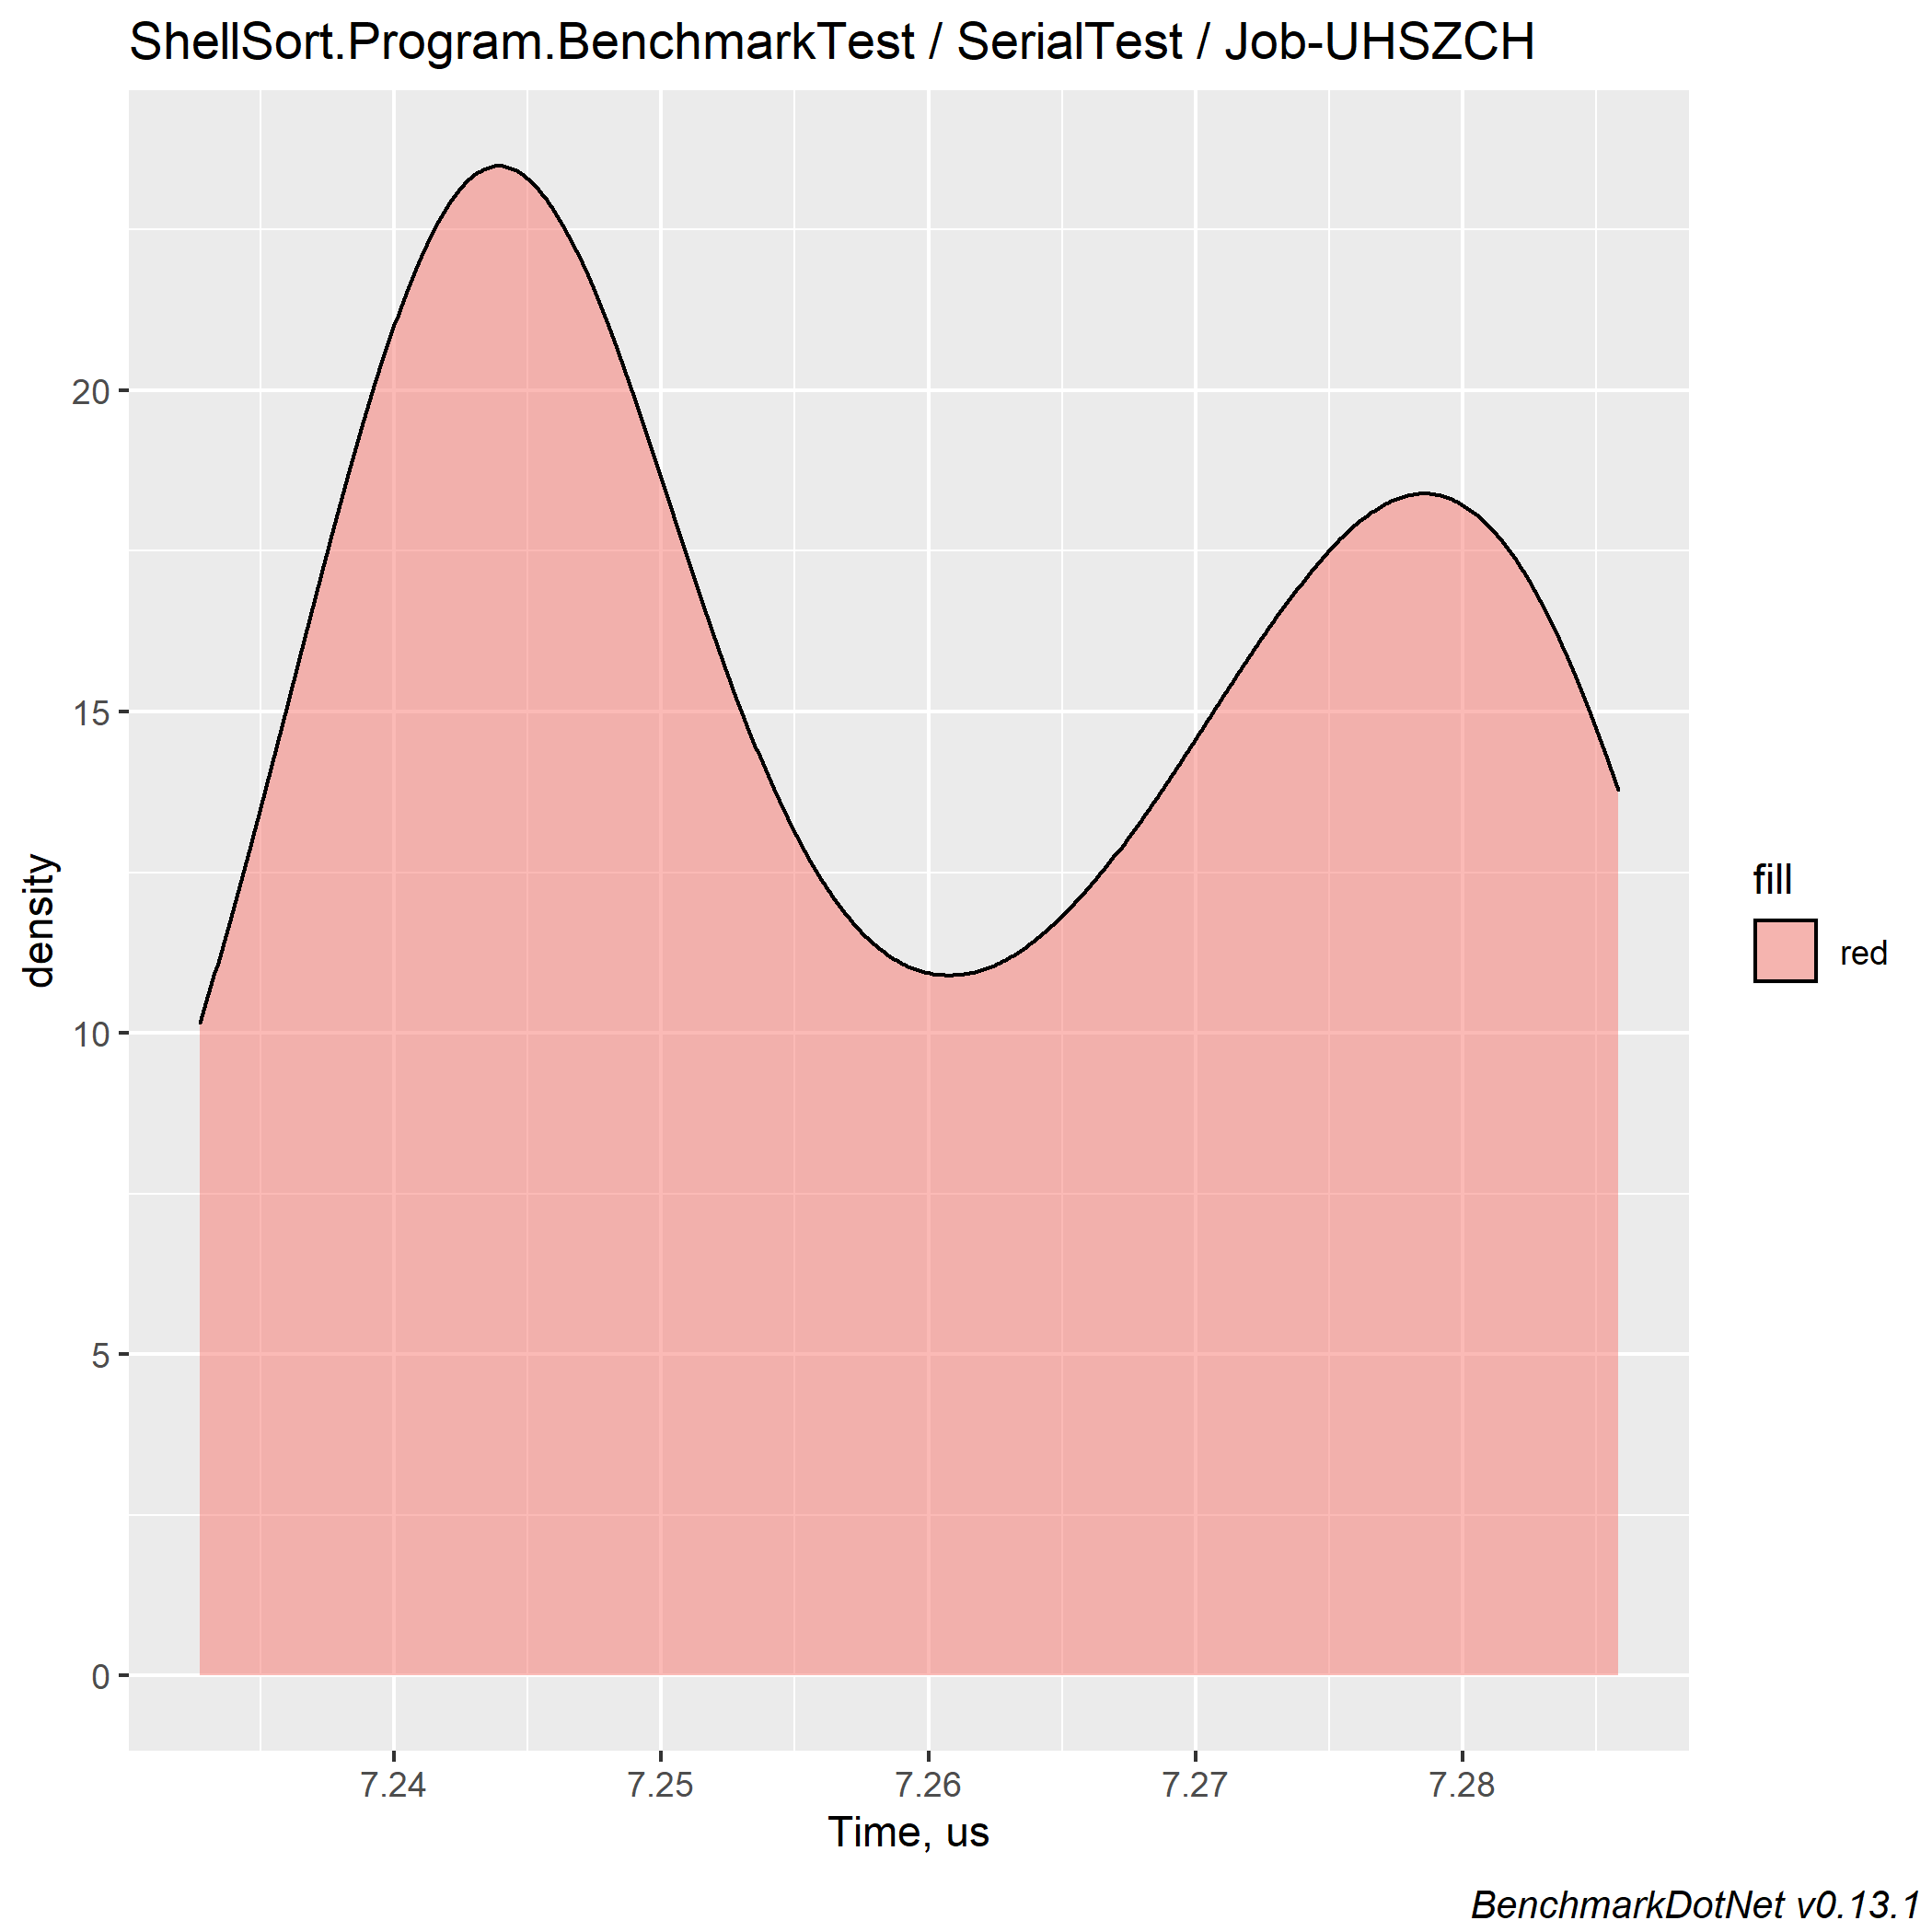 ShellSort.Program.BenchmarkTest / SerialTest / Job-UHSZCH
density
20
15
10
5
0
7.24 7.25 7.26 7.27 7.28
Time, us
fill
red
BenchmarkDotNet v0.13.1